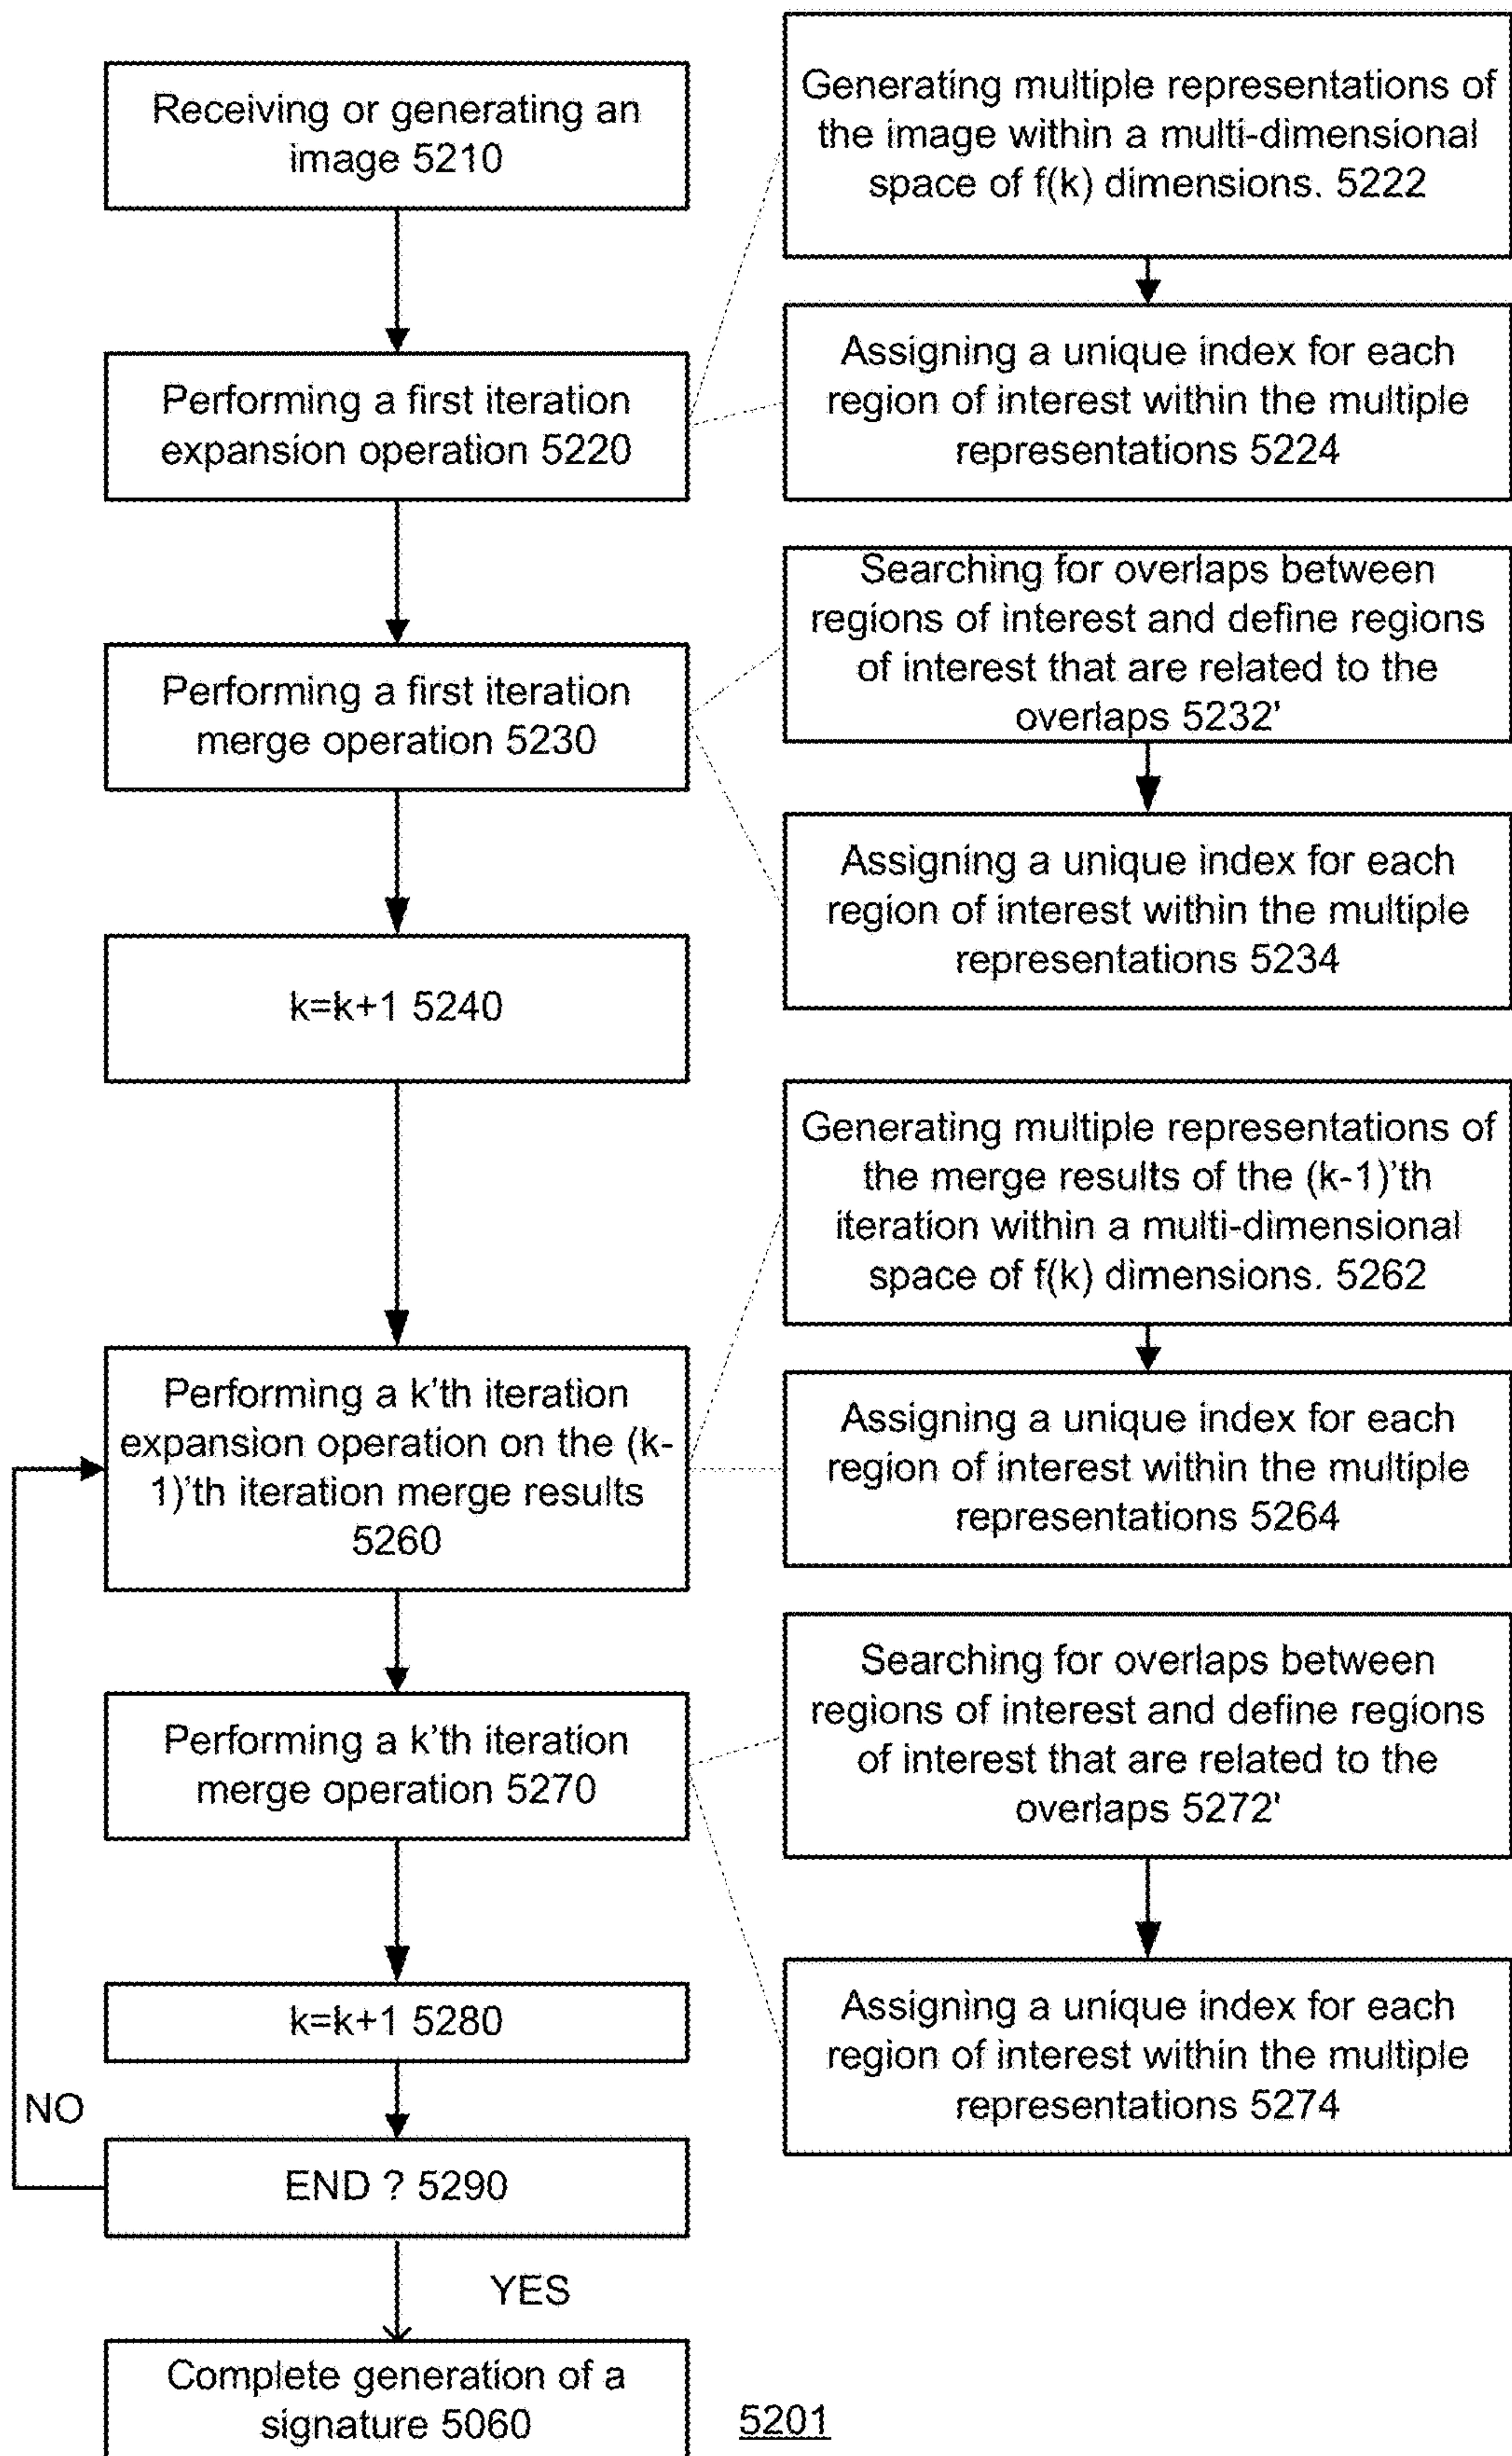 Receiving or generating an
image 5210
Generating multiple representations of
the image within a multi-dimensional
space of f(k) dimensions. 5222
Performing a first iteration
expansion operation 5220
Assigning a unique index for each
region of interest within the multiple
representations 5224
Searching for overlaps between
regions of interest and define regions
of interest that are related to the
overlaps 5232'
Performing a first iteration
merge operation 5230
Assigning a unique index for each
region of interest within the multiple
representations 5234
k=k+1 5240
Generating multiple representations of
the merge results of the (k-1)'th
iteration within a multi-dimensional
space of f(k) dimensions. 5262
Performing a k'th iteration
expansion operation on the (k-
1)'th iteration merge results
5260
Assigning a unique index for each
region of interest within the multiple
representations 5264
Performing a k'th iteration
merge operation 5270
Searching for overlaps between
regions of interest and define regions
of interest that are related to the
overlaps 5272'
k=k+1 5280
Assigning a unique index for each
region of interest within the multiple
representations 5274
NO
END ? 5290
YES
Complete generation of a
signature 5060
5201